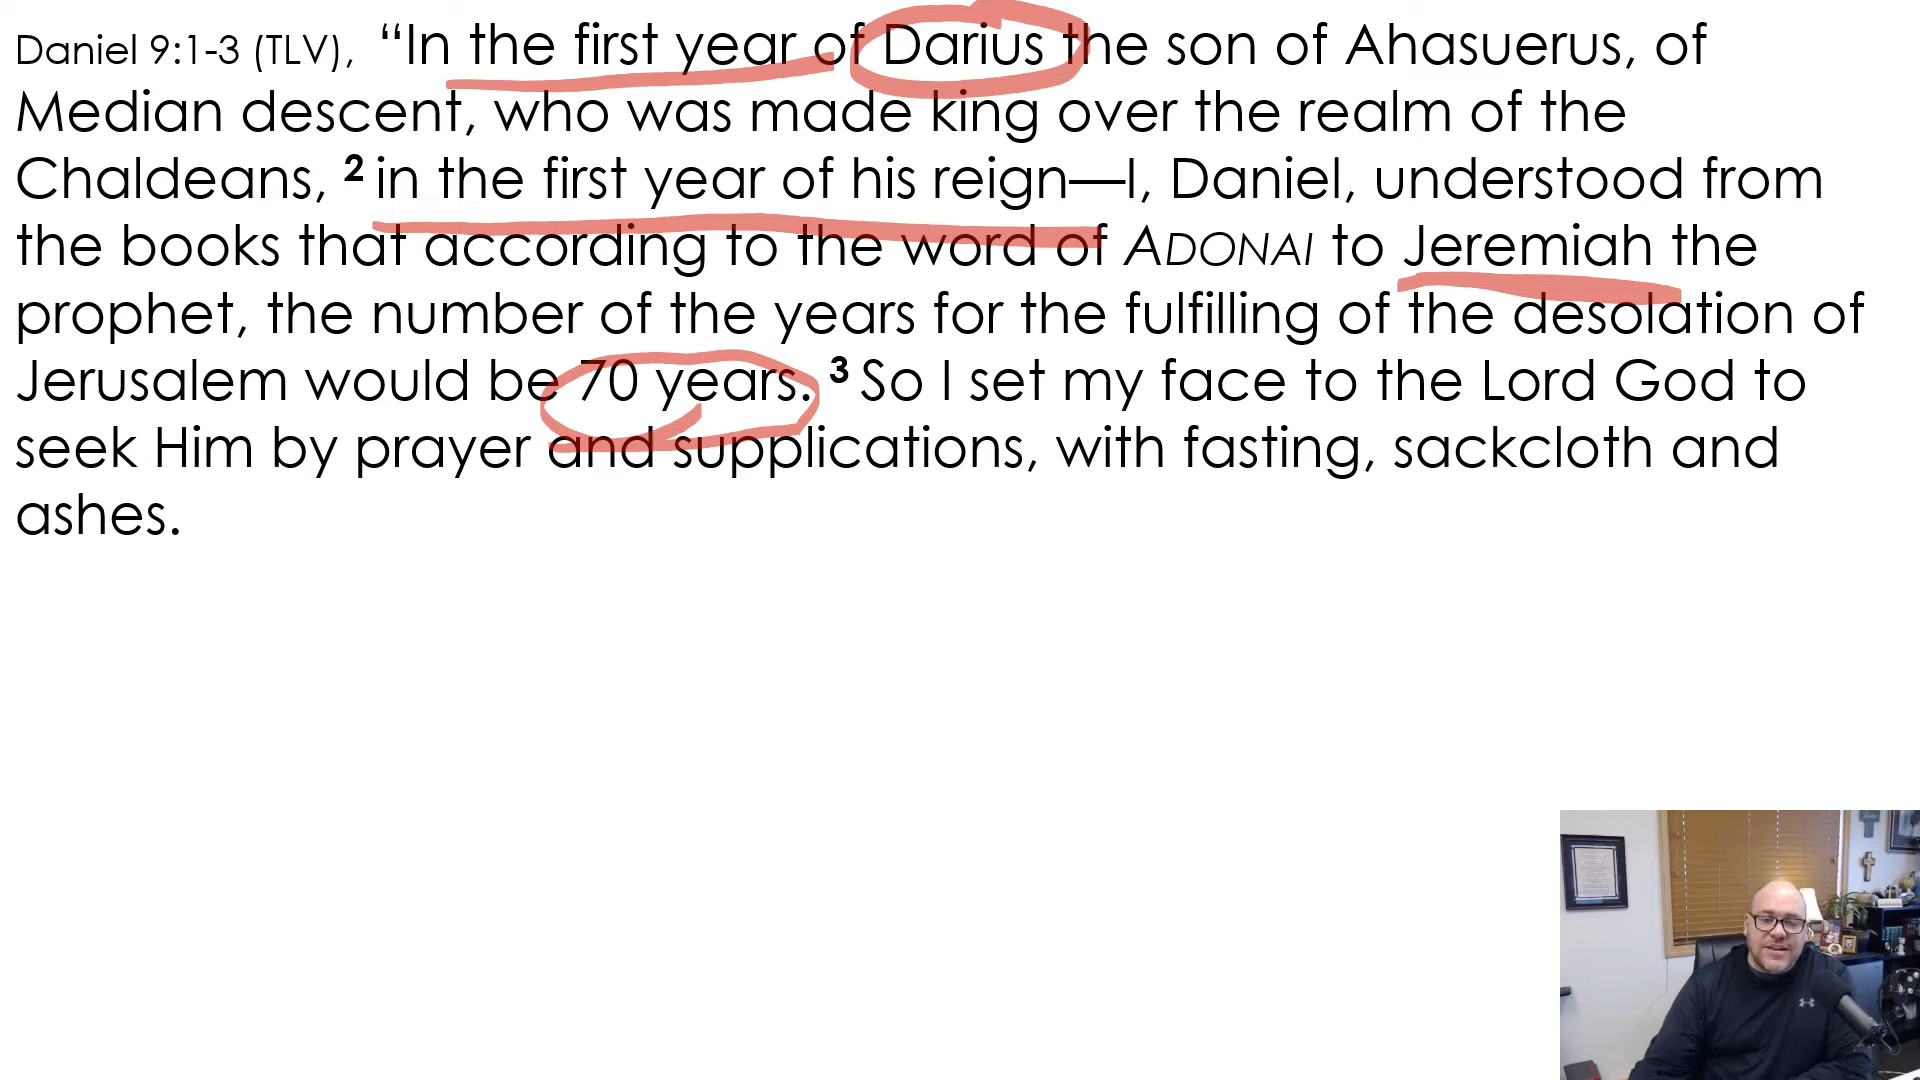 Daniel 9:1-3 (TLV), “In the first year of Darius the son of Ahasuerus, of
Median descent, who was made king over the realm of the
Chaldeans, 2 in the first year of his reign—I, Daniel, understood from
the books that according to the word of ADONAI to Jeremiah the
prophet, the number of the years for the fulfilling of the desolation of
Jerusalem would be 70 years. 3 So I set my face to the Lord God to
seek Him by prayer and supplications, with fasting, sackcloth and
ashes.